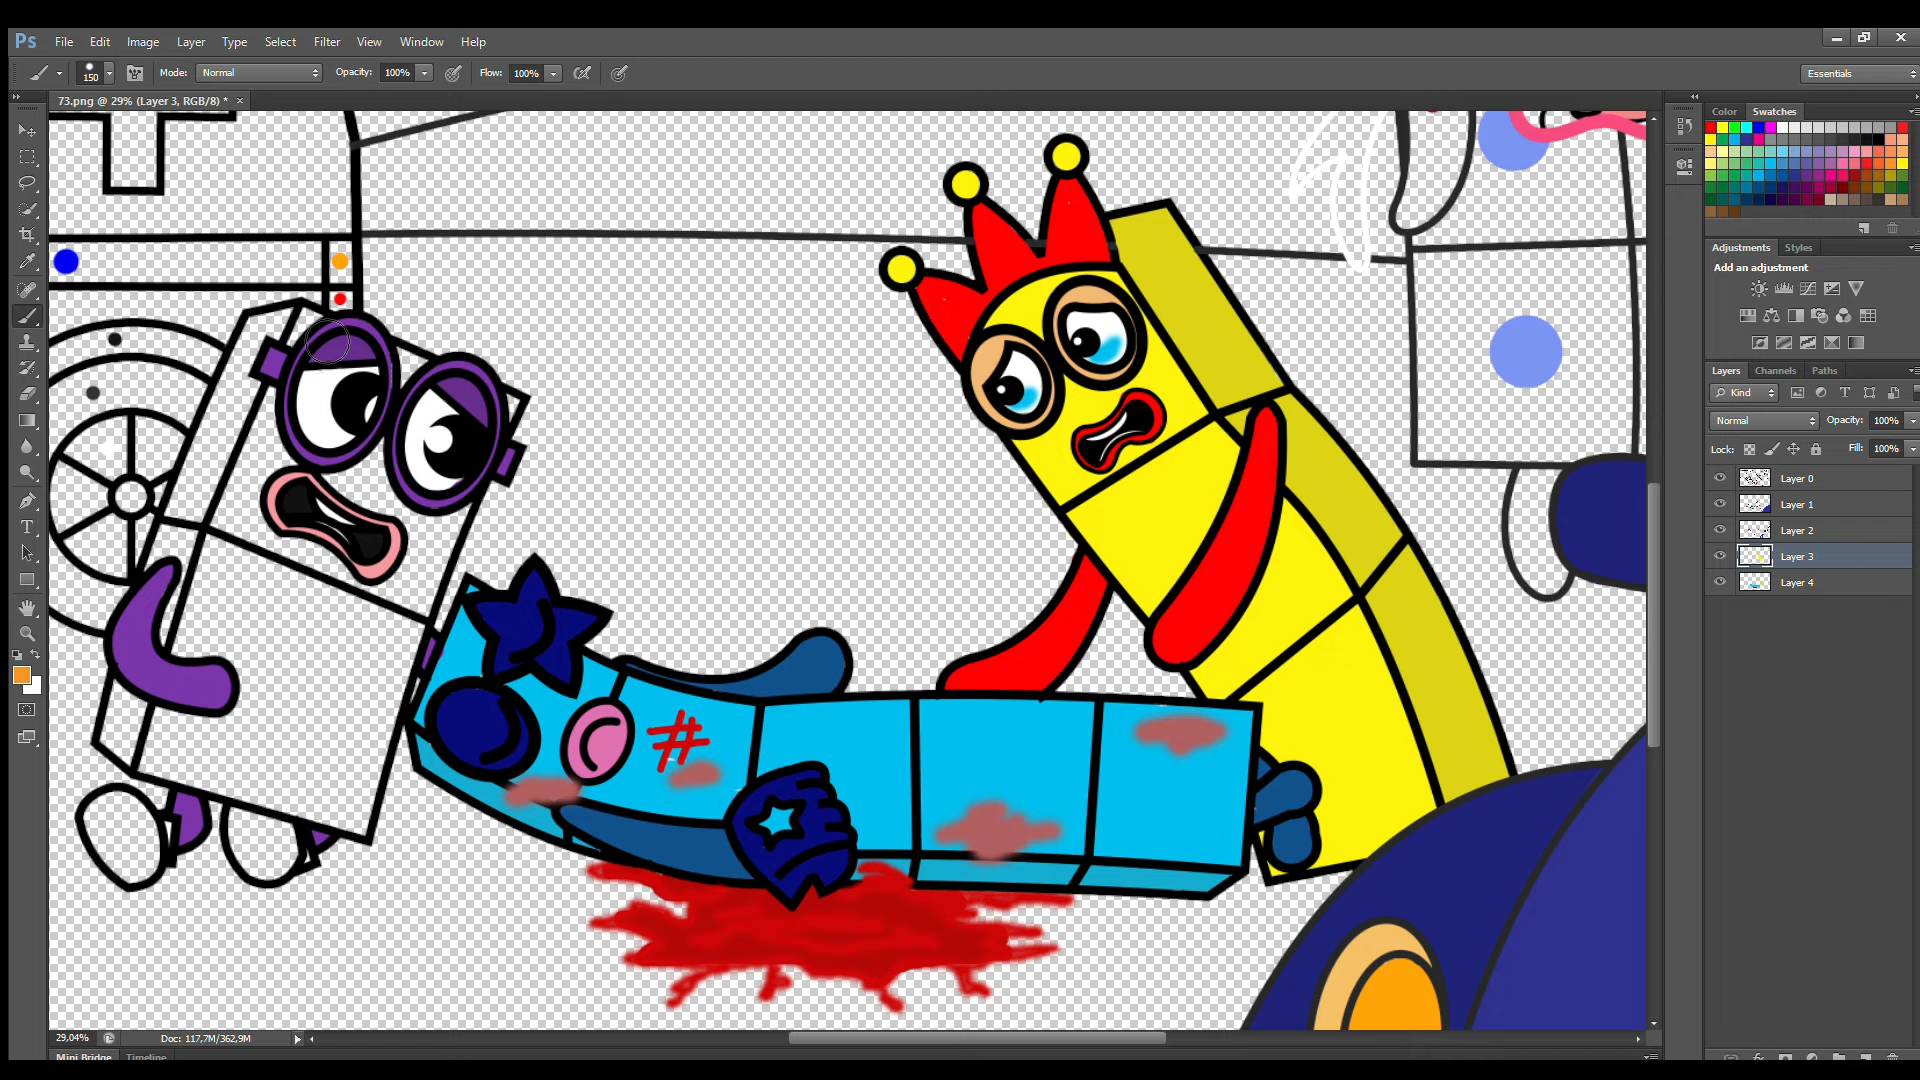 Ps File Edit Image Layer Type Select Filter View Window Help
150 Mode: Normal Opacity: 100% Flow: 100% Essentials
73.png @ 29% (Layer 3, RGB/8) * ×
Color Swatches
Adjustments Styles
Add an adjustment
Layers Channels Paths
Kind
Normal Opacity: 100%
Lock: Fill: 100%
Layer 0
Layer 1
Layer 2
Layer 3
Layer 4
#
29,04% Doc: 117,7M/362,9M
Mini Bridge Timeline